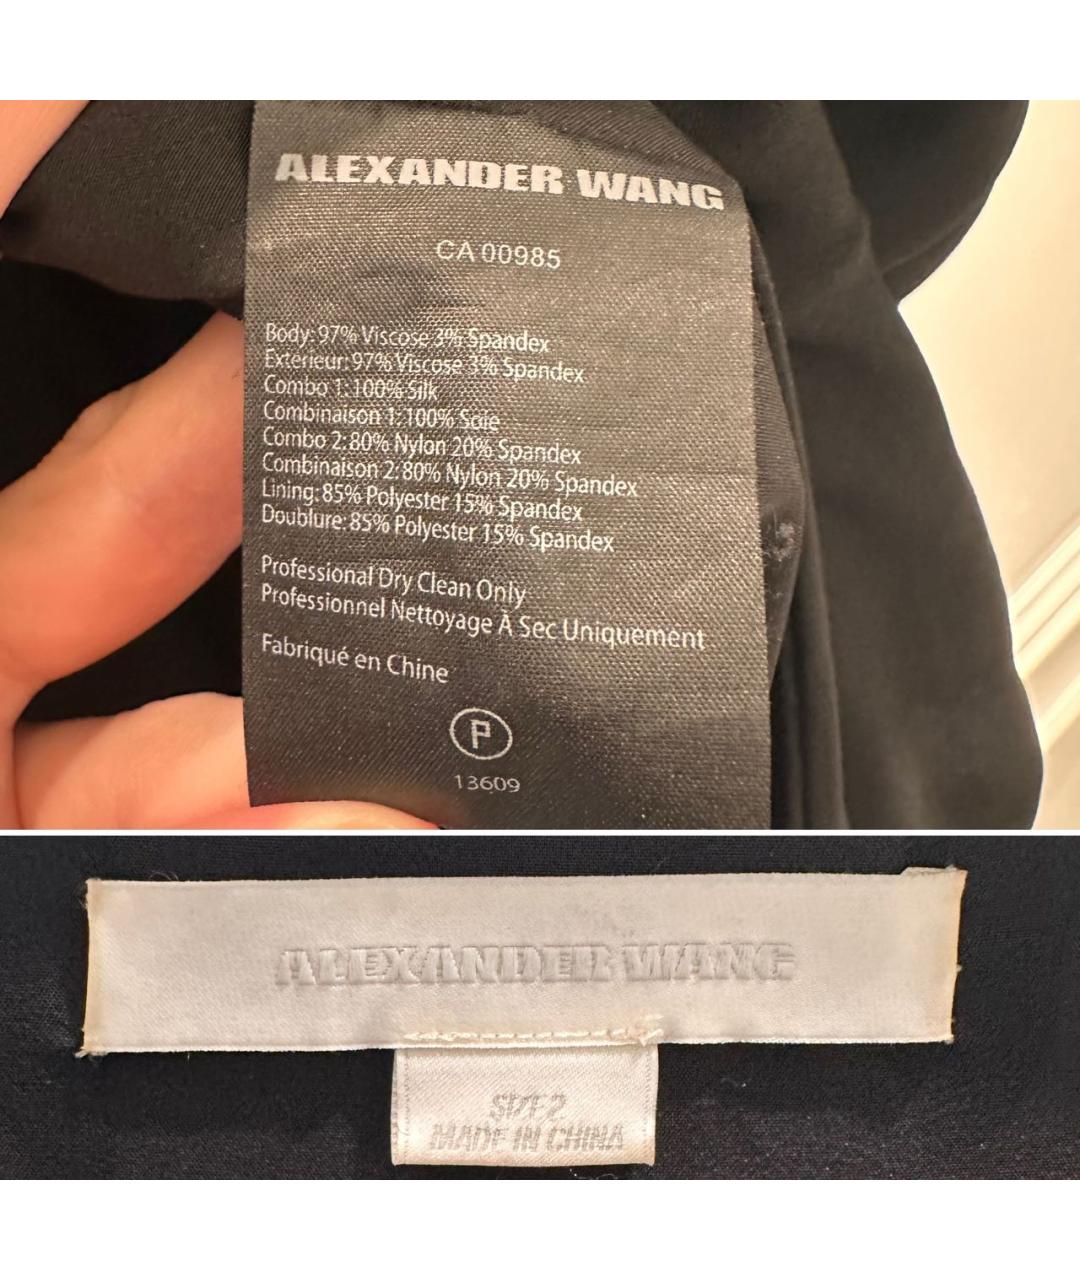 ALEXANDER WANG
CA 00985
Body: 97% Viscose 3% Spandex
Exterieur: 97% Viscose 3% Spandex
Combo 1: 100% Silk
Combinaison 1: 100% Soie
Combo 2: 80% Nylon 20% Spandex
Combinaison 2: 80% Nylon 20% Spandex
Lining: 85% Polyester 15% Spandex
Doublure: 85% Polyester 15% Spandex
Professional Dry Clean Only
Professionnel Nettoyage À Sec Uniquement
Fabriqué en Chine
P
13609
ALEXANDER WANG
SIZE 2
MADE IN CHINA